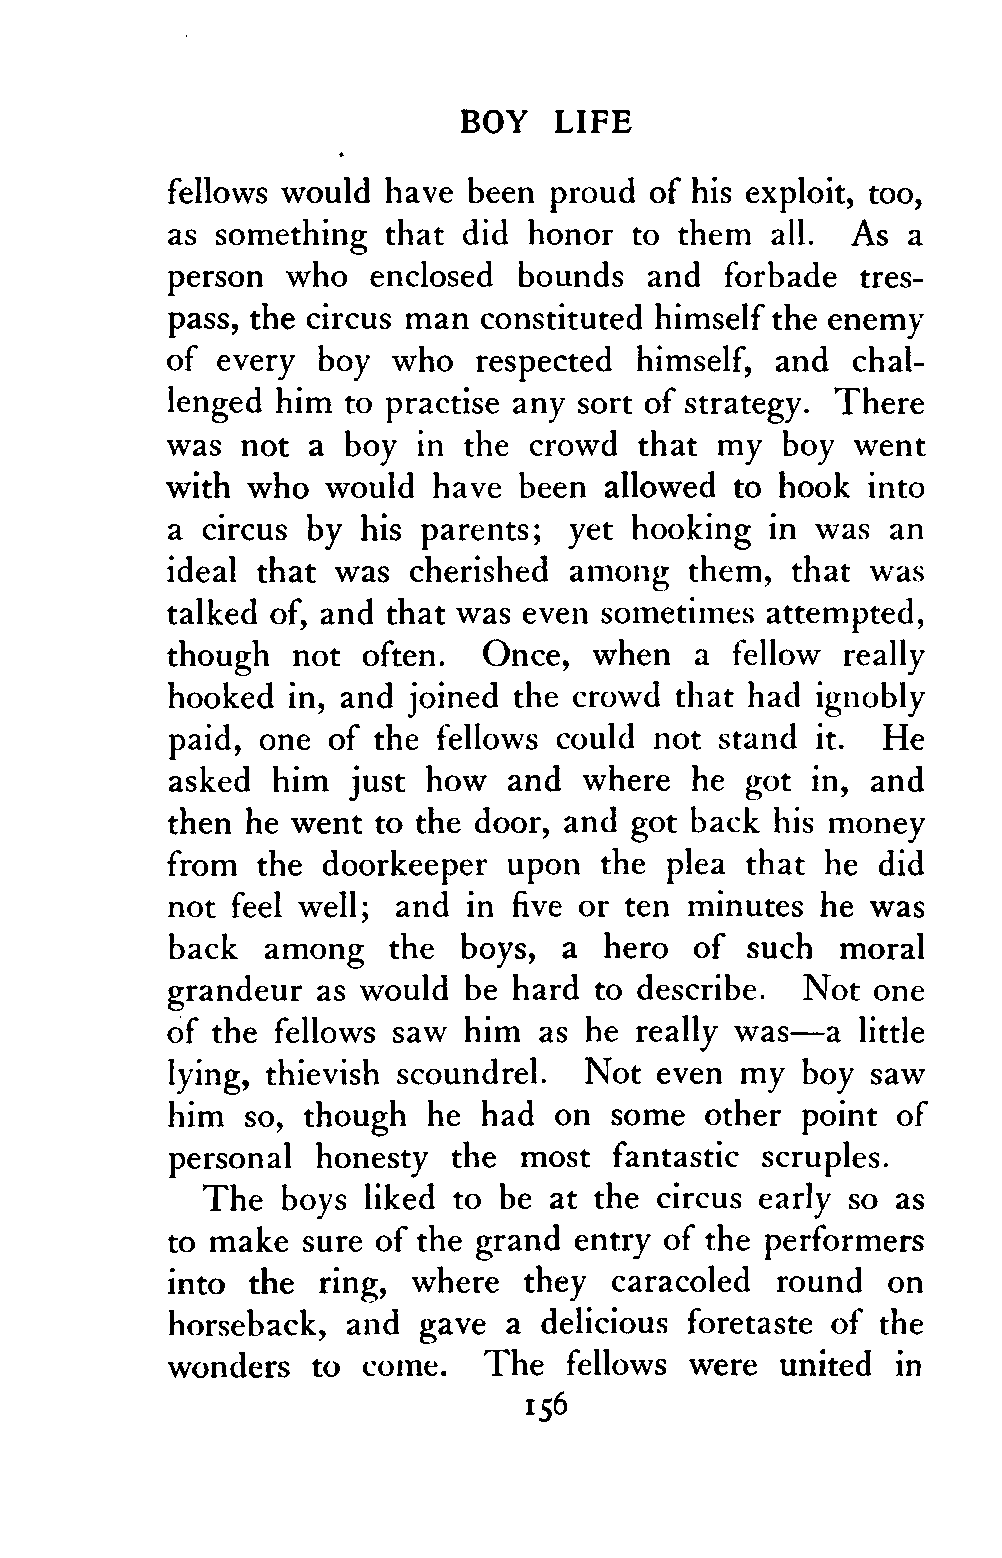 BOY LIFE
fellows would have been proud of his exploit, too,
as something that did honor to them all. As a
person who enclosed bounds and forbade tres-
pass, the circus man constituted himself the enemy
of every boy who respected himself, and chal-
lenged him to practise any sort of strategy. There
was not a boy in the crowd that my boy went
with who would have been allowed to hook into
a circus by his parents; yet hooking in was an
ideal that was cherished among them, that was
talked of, and that was even sometimes attempted,
though not often. Once, when a fellow really
hooked in, and joined the crowd that had ignobly
paid, one of the fellows could not stand it. He
asked him just how and where he got in, and
then he went to the door, and got back his money
from the doorkeeper upon the plea that he did
not feel well; and in five or ten minutes he was
back among the boys, a hero of such moral
grandeur as would be hard to describe. Not one
of the fellows saw him as he really was—a little
lying, thievish scoundrel. Not even my boy saw
him so, though he had on some other point of
personal honesty the most fantastic scruples.
The boys liked to be at the circus early so as
to make sure of the grand entry of the performers
into the ring, where they caracoled round on
horseback, and gave a delicious foretaste of the
wonders to come. The fellows were united in
156